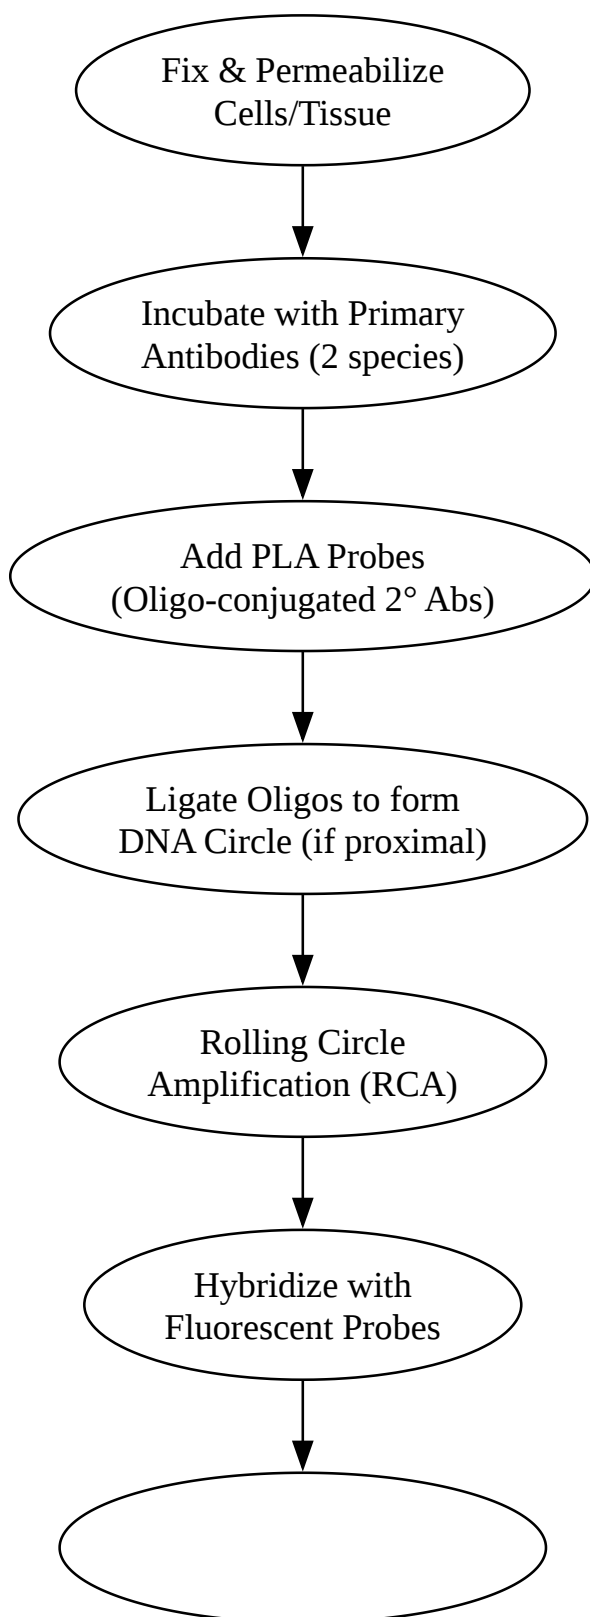 Fix & Permeabilize
Cells/Tissue
Incubate with Primary
Antibodies (2 species)
Add PLA Probes
(Oligo-conjugated 2° Abs)
Ligate Oligos to form
DNA Circle (if proximal)
Rolling Circle
Amplification (RCA)
Hybridize with
Fluorescent Probes